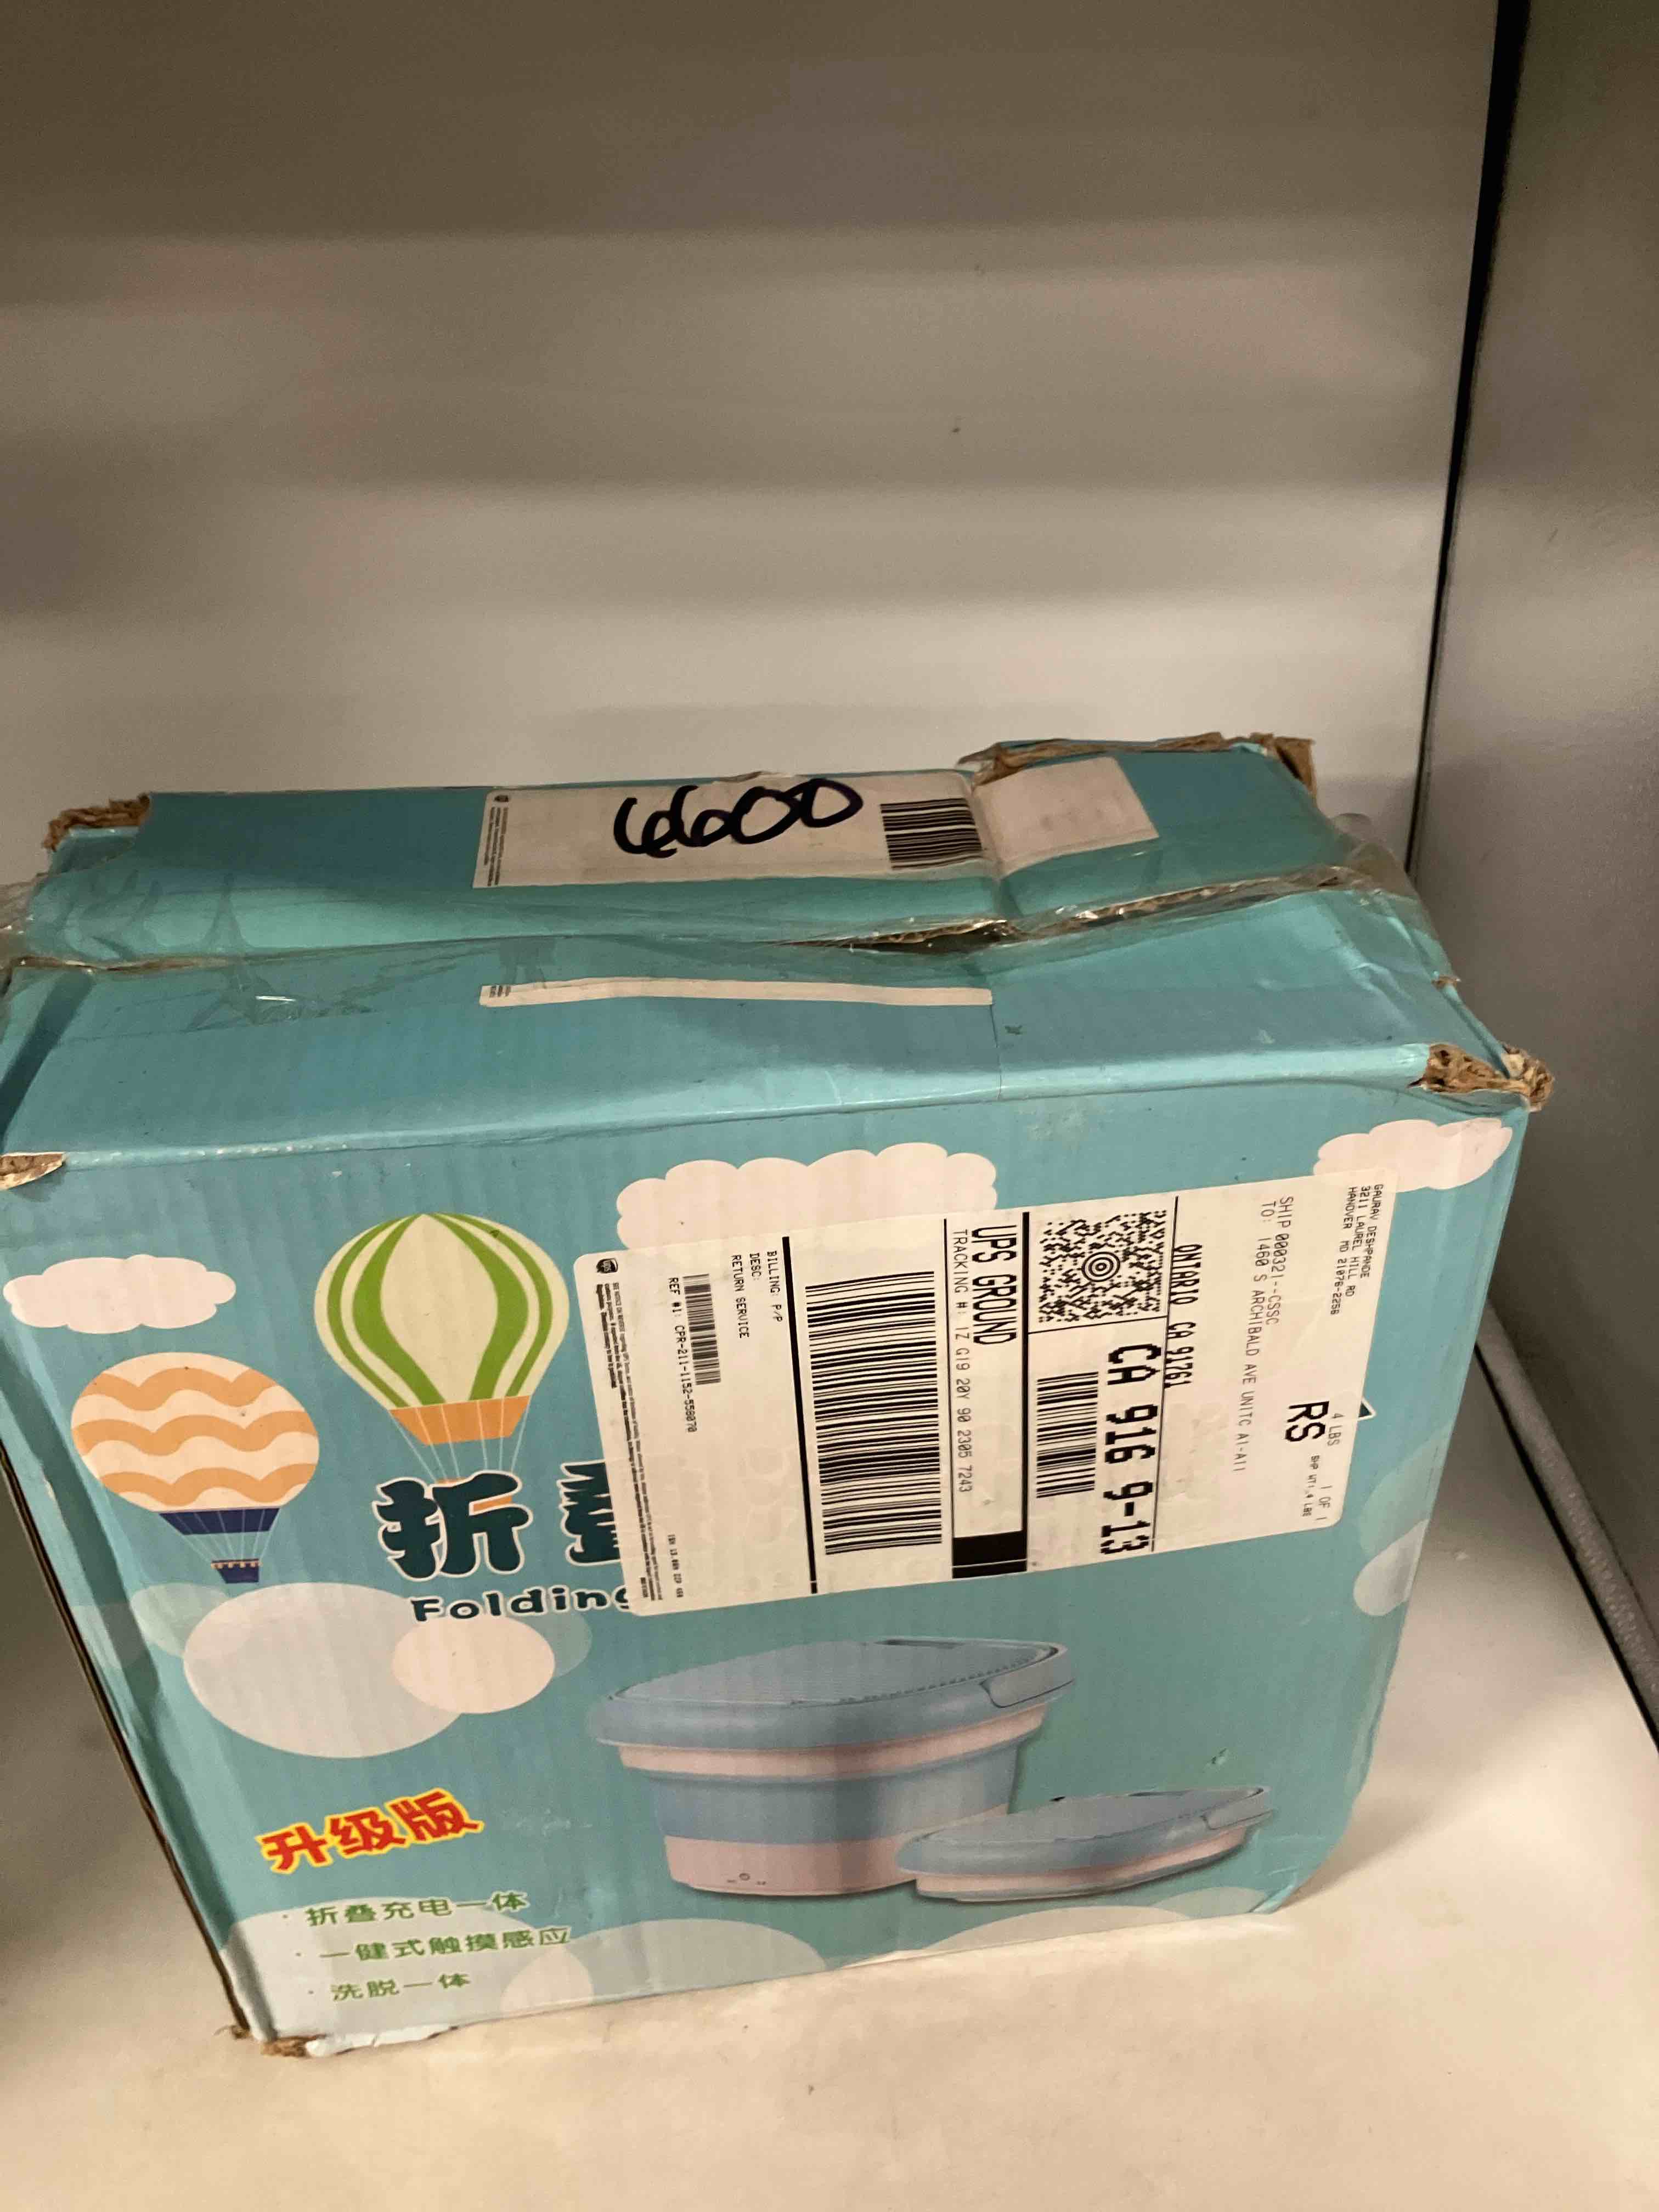 6600
GAURAV DESHPANDE
3211 LAUREL HILL RD
HANOVER MD 21076-2256
4 LBS 1 OF 1
SHP WT: 4 LBS
RS
SHIP 000321-CSSC
TO: 1460 S ARCHIBALD AVE UNITC A1-A11
ONTARIO CA 91761
CA 916 9-13
UPS GROUND
TRACKING #: 1Z G19 20Y 90 2305 7243
BILLING: P/P
DESC:
RETURN SERVICE
REF #1: CPR-211-1152-558070
折叠
Folding
升级版
· 折叠充电一体
· 一健式触摸感应
· 洗脱一体